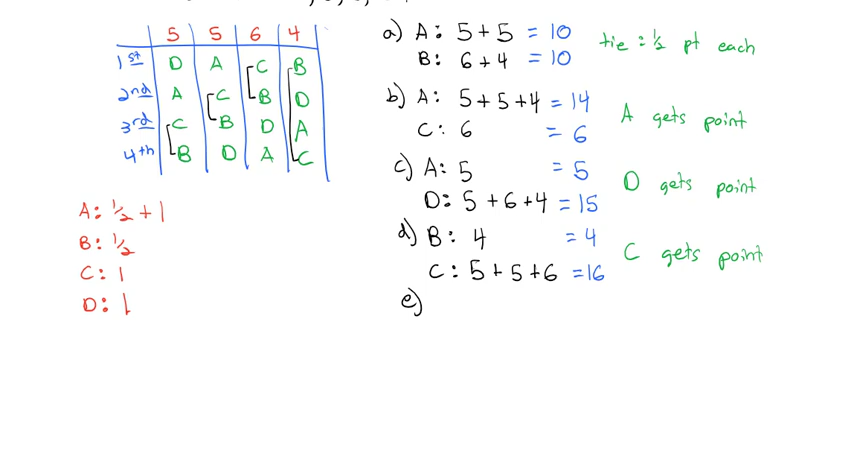 5 5 6 4
1st D A C B
2nd A C B D
3rd C B D A
4th B D A C
A: 1/2 + 1
B: 1/2
C: 1
D: 1
a) A: 5 + 5 = 10
B: 6 + 4 = 10
tie = 1/2 pt each
b) A: 5 + 5 + 4 = 14
C: 6 = 6
A gets point
c) A: 5 = 5
D: 5 + 6 + 4 = 15
D gets point
d) B: 4 = 4
C: 5 + 5 + 6 = 16
C gets point
e)